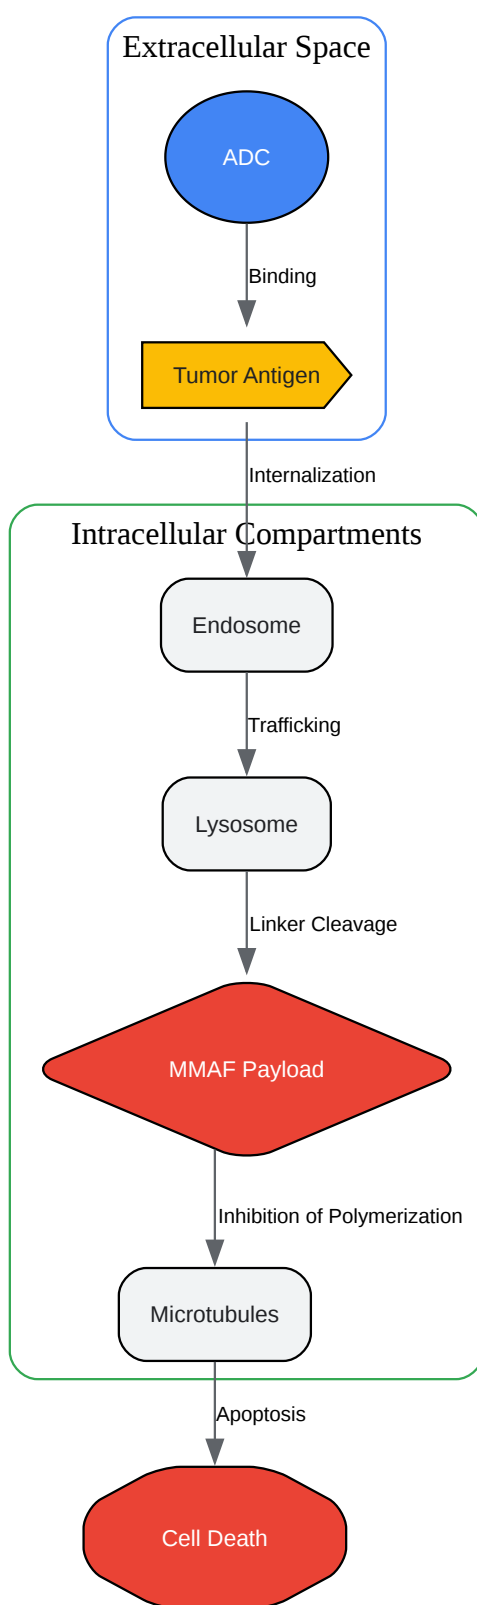 Extracellular Space
ADC
Binding
Tumor Antigen
Internalization
Intracellular Compartments
Endosome
Trafficking
Lysosome
Linker Cleavage
MMAF Payload
Inhibition of Polymerization
Microtubules
Apoptosis
Cell Death